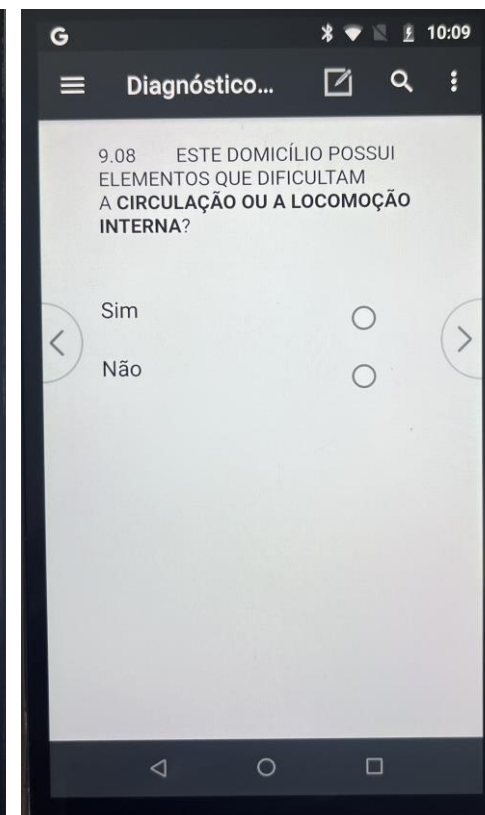 G
10:09
Diagnóstico...
9.08 ESTE DOMICÍLIO POSSUI
ELEMENTOS QUE DIFICULTAM
A CIRCULAÇÃO OU A LOCOMOÇÃO
INTERNA?
Sim
Não